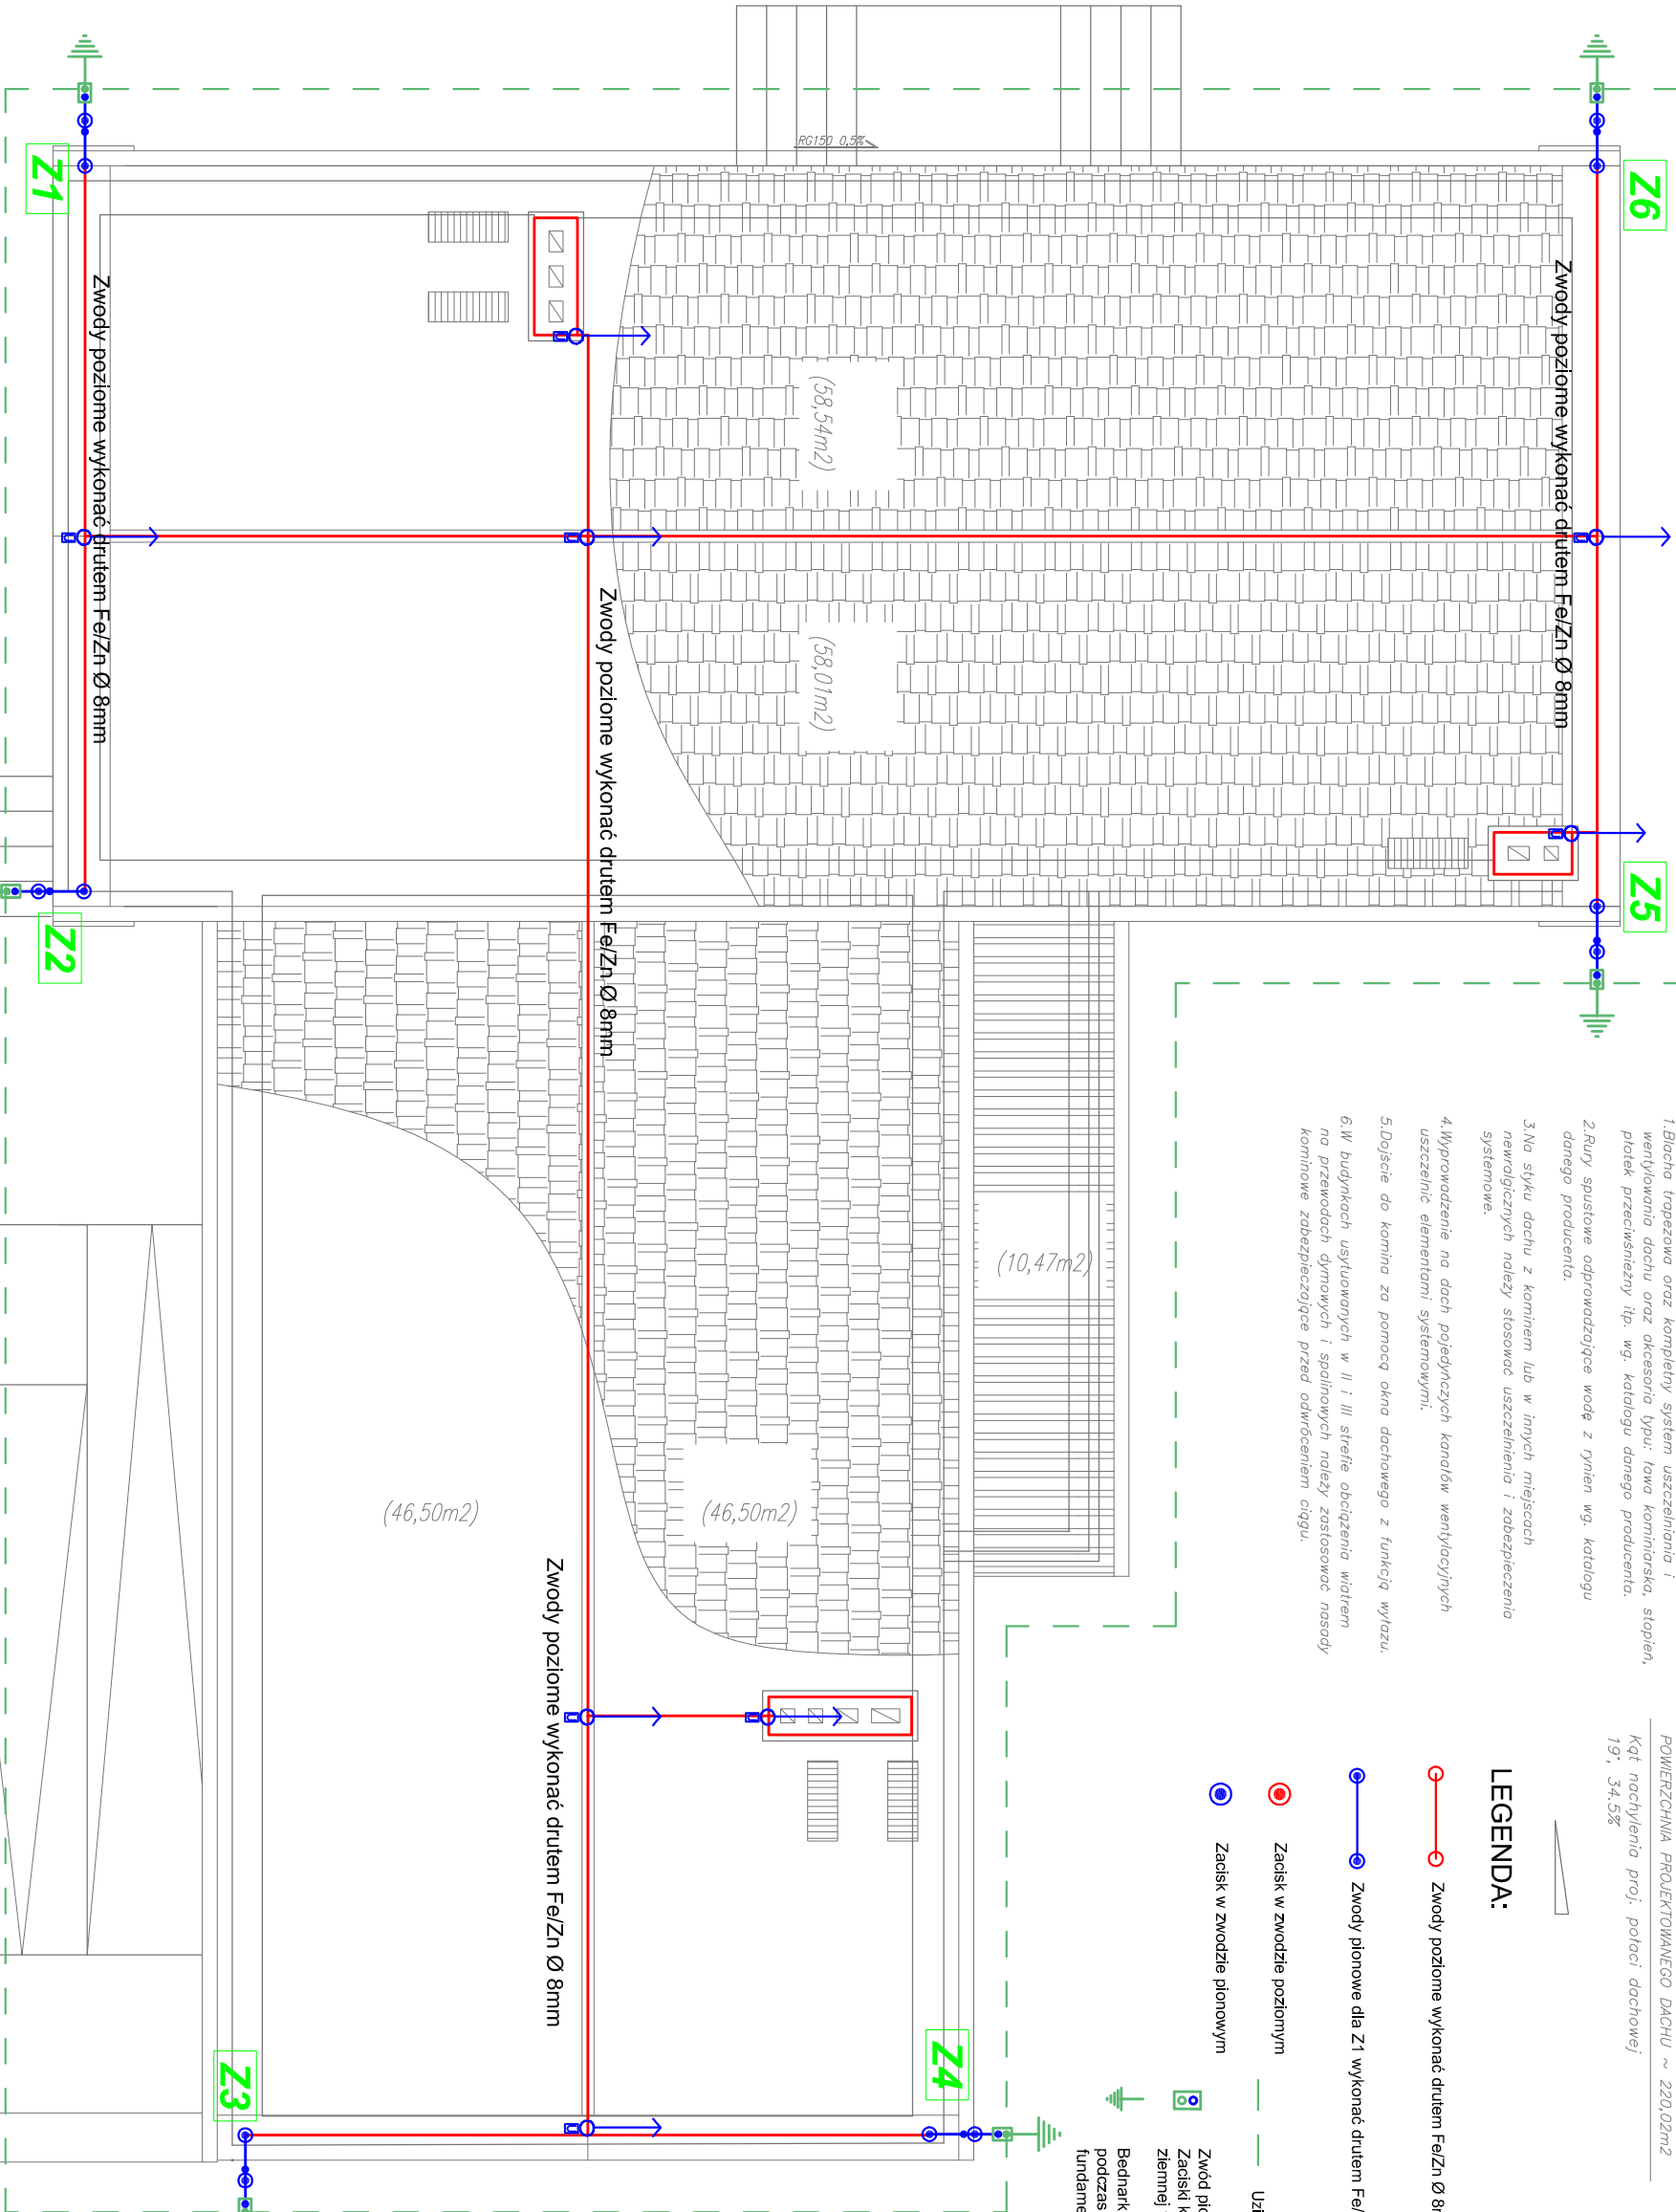 1.Blacha trapezowa oraz kompletny system uszczelniania i
wentylowania dachu oraz akcesoria typu: ława kominiarska, stopień,
płotek przeciwśnieżny itp. wg. katalogu danego producenta.
2.Rury spustowe odprowadzające wodę z rynien wg. katalogu
danego producenta.
3.Na styku dachu z kominem lub w innych miejscach
newralgicznych należy stosować uszczelnienia i zabezpieczenia
systemowe.
4.Wyprowadzenie na dach pojedyńczych kanałów wentylacyjnych
uszczelnić elementami systemowymi.
5.Dojście do komina za pomocą okna dachowego z funkcją wyłazu.
6.W budynkach usytuowanych w II i III strefie obciążenia wiatrem
na przewodach dymowych i spalinowych należy zastosować nasady
kominowe zabezpieczające przed odwróceniem ciągu.
POWIERZCHNIA PROJEKTOWANEGO DACHU ~ 220,02m2
Kąt nachylenia proj. połaci dachowej
19°, 34.5%
LEGENDA:
Zwody poziome wykonać drutem Fe/Zn Ø 8
Zwody pionowe dla Z1 wykonać drutem Fe/
Zacisk w zwodzie poziomym
Zacisk w zwodzie pionowym
Zwód
Zaciski
ziemnej
podczas
Z6
Z5
Zwody poziome wykonać drutem Fe/Zn Ø 8mm
RG150 0,5%
(58,54m2)
(58,01m2)
Zwody poziome wykonać drutem Fe/Zn Ø 8mm
(10,47m2)
(46,50m2)
(46,50m2)
Zwody poziome wykonać drutem Fe/Zn Ø 8mm
Z4
Z1
Zwody poziome wykonać drutem Fe/Zn Ø 8mm
Z2
Z3